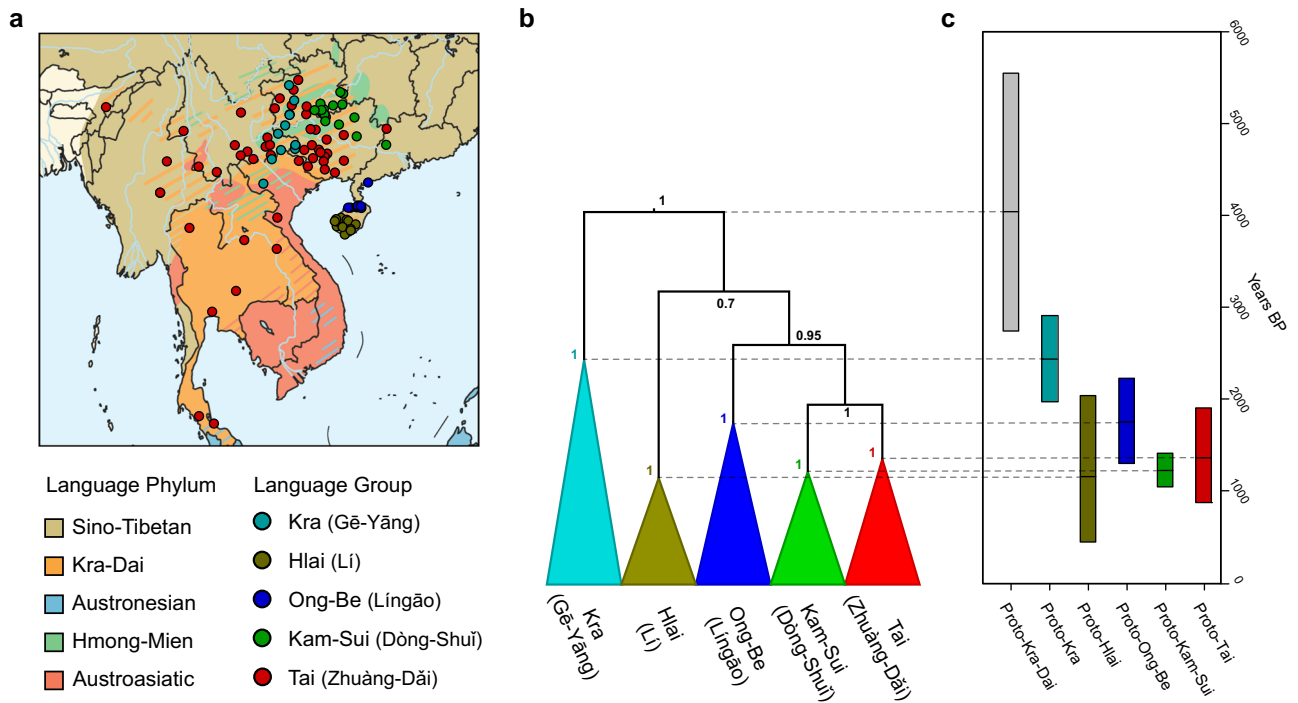 a
b
c
Language Phylum
Sino-Tibetan
Kra-Dai
Austronesian
Hmong-Mien
Austroasiatic
Language Group
Kra (Gē-Yāng)
Hlai (Lí)
Ong-Be (Língāo)
Kam-Sui (Dòng-Shuǐ)
Tai (Zhuàng-Dǎi)
1
0.7
0.95
1
1
1
1
1
1
Kra
(Gē-Yāng)
Hlai
(Lí)
Ong-Be
(Língāo)
Kam-Sui
(Dòng-Shuǐ)
Tai
(Zhuàng-Dǎi)
6000
5000
4000
3000
2000
1000
0
Years BP
Proto-Kra-Dai
Proto-Kra
Proto-Hlai
Proto-Ong-Be
Proto-Kam-Sui
Proto-Tai